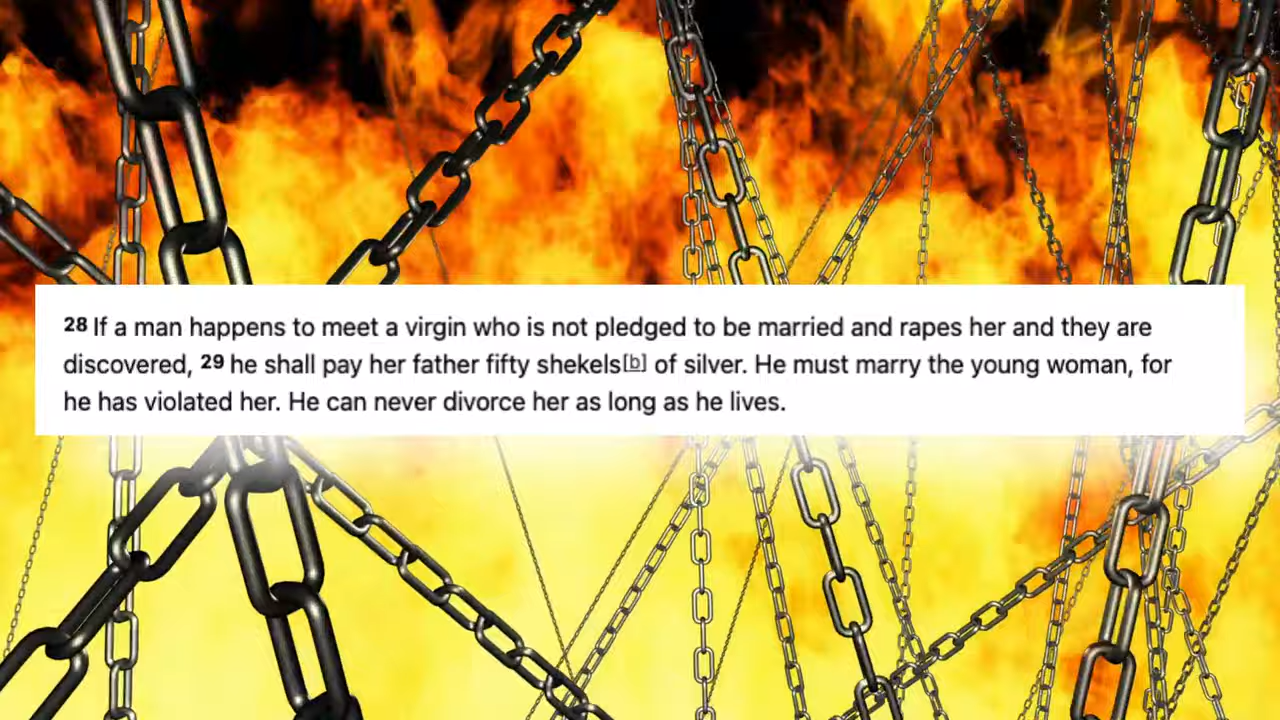 28 If a man happens to meet a virgin who is not pledged to be married and rapes her and they are
discovered, 29 he shall pay her father fifty shekels[b] of silver. He must marry the young woman, for
he has violated her. He can never divorce her as long as he lives.